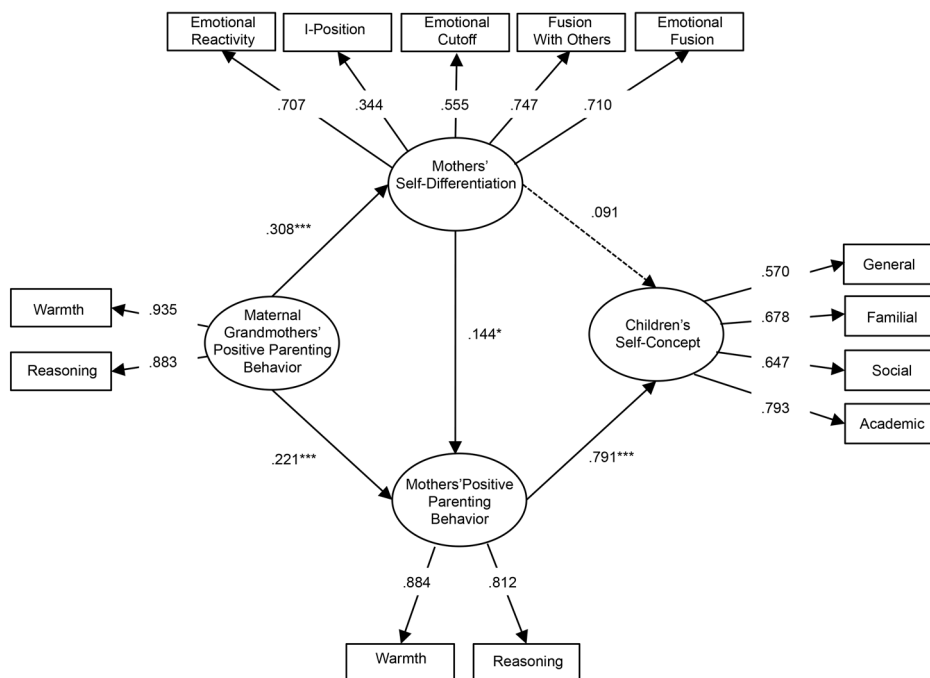 Emotional
Reactivity
I-Position
Emotional
Cutoff
Fusion
With Others
Emotional
Fusion
.707
.344
.555
.747
.710
Mothers'
Self-Differentiation
.308***
.091
.144*
Warmth
Reasoning
.935
.883
Maternal
Grandmothers'
Positive Parenting
Behavior
Children's
Self-Concept
.570
.678
.647
.793
General
Familial
Social
Academic
.221***
.791***
Mothers'Positive
Parenting
Behavior
.884
.812
Warmth
Reasoning